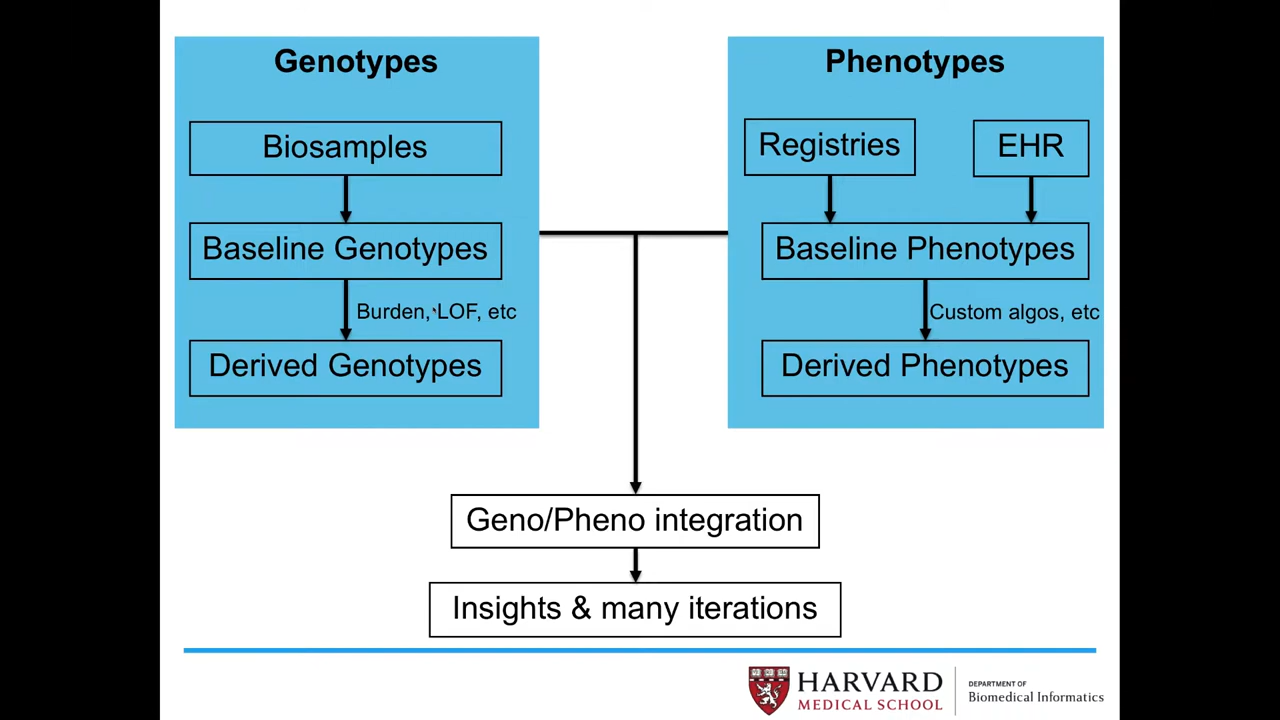 Genotypes
Biosamples
Baseline Genotypes
Burden,`LOF, etc
Derived Genotypes
Phenotypes
Registries
EHR
Baseline Phenotypes
Custom algos, etc
Derived Phenotypes
Geno/Pheno integration
Insights & many iterations
HARVARD
MEDICAL SCHOOL
DEPARTMENT OF
Biomedical Informatics